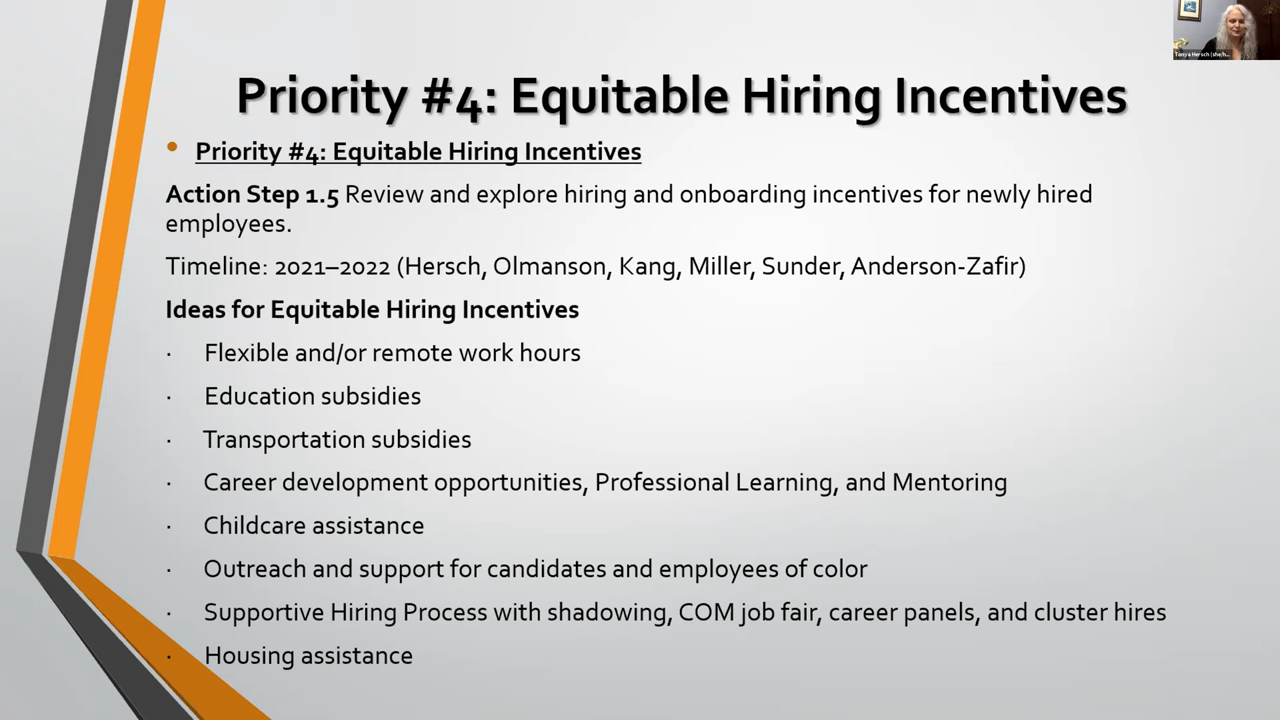 Tanya Hersch (she/h...
Priority #4: Equitable Hiring Incentives
• Priority #4: Equitable Hiring Incentives
Action Step 1.5 Review and explore hiring and onboarding incentives for newly hired
employees.
Timeline: 2021–2022 (Hersch, Olmanson, Kang, Miller, Sunder, Anderson-Zafir)
Ideas for Equitable Hiring Incentives
· Flexible and/or remote work hours
· Education subsidies
· Transportation subsidies
· Career development opportunities, Professional Learning, and Mentoring
· Childcare assistance
· Outreach and support for candidates and employees of color
· Supportive Hiring Process with shadowing, COM job fair, career panels, and cluster hires
· Housing assistance